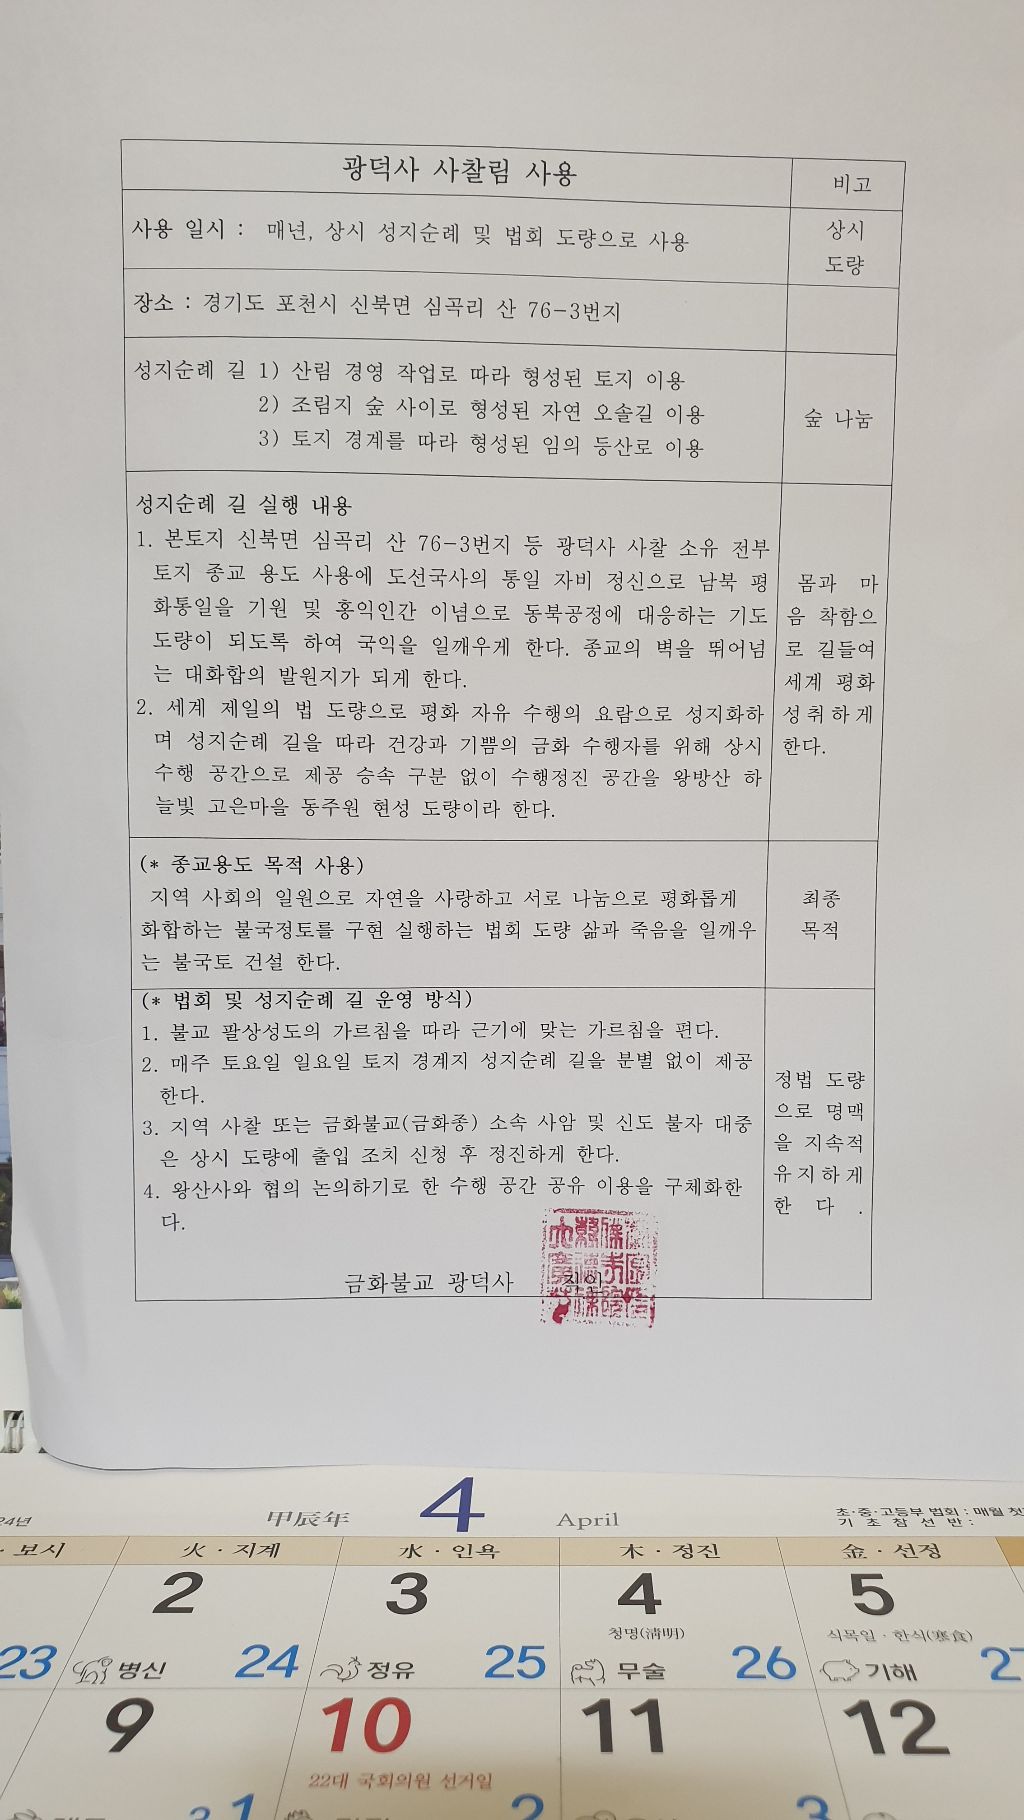 광덕사 사찰림 사용
비고
사용 일시 : 매년, 상시 성지순례 및 법회 도량으로 사용
상시
도량
장소 : 경기도 포천시 신북면 심곡리 산 76-3번지
성지순례 길 1) 산림 경영 작업로 따라 형성된 토지 이용
2) 조림지 숲 사이로 형성된 자연 오솔길 이용
3) 토지 경계를 따라 형성된 임의 등산로 이용
숲 나눔
성지순례 길 실행 내용
1. 본토지 신북면 심곡리 산 76-3번지 등 광덕사 사찰 소유 전부
토지 종교 용도 사용에 도선국사의 통일 자비 정신으로 남북 평
화통일을 기원 및 홍익인간 이념으로 동북공정에 대응하는 기도
도량이 되도록 하여 국익을 일깨우게 한다. 종교의 벽을 뛰어넘
는 대화합의 발원지가 되게 한다.
2. 세계 제일의 법 도량으로 평화 자유 수행의 요람으로 성지화하
며 성지순례 길을 따라 건강과 기쁨의 금화 수행자를 위해 상시
수행 공간으로 제공 승속 구분 없이 수행정진 공간을 왕방산 하
늘빛 고은마을 동주원 현성 도량이라 한다.
몸과 마
음 착함으
로 길들여
세계 평화
성취하게
한다.
(* 종교용도 목적 사용)
지역 사회의 일원으로 자연을 사랑하고 서로 나눔으로 평화롭게
화합하는 불국정토를 구현 실행하는 법회 도량 삶과 죽음을 일깨우
는 불국토 건설 한다.
최종
목적
(* 법회 및 성지순례 길 운영 방식)
1. 불교 팔상성도의 가르침을 따라 근기에 맞는 가르침을 편다.
2. 매주 토요일 일요일 토지 경계지 성지순례 길을 분별 없이 제공
한다.
3. 지역 사찰 또는 금화불교(금화종) 소속 사암 및 신도 불자 대중
은 상시 도량에 출입 조치 신청 후 정진하게 한다.
4. 왕산사와 협의 논의하기로 한 수행 공간 공유 이용을 구체화한
다.
정법 도량
으로 명맥
을 지속적
유지하게
한 다 .
금화불교 광덕사 직인
24년 甲辰年 4 April
초·중·고등부 법회 : 매월 첫
기 초 참 선 반 :
· 보시 火 · 지계 水 · 인욕 木 · 정진 金 · 선정
2 3 4 5
청명(淸明) 식목일 · 한식(寒食)
23 병신 24 정유 25 무술 26 기해
9 10 11 12
22대 국회의원 선거일
1 2 3